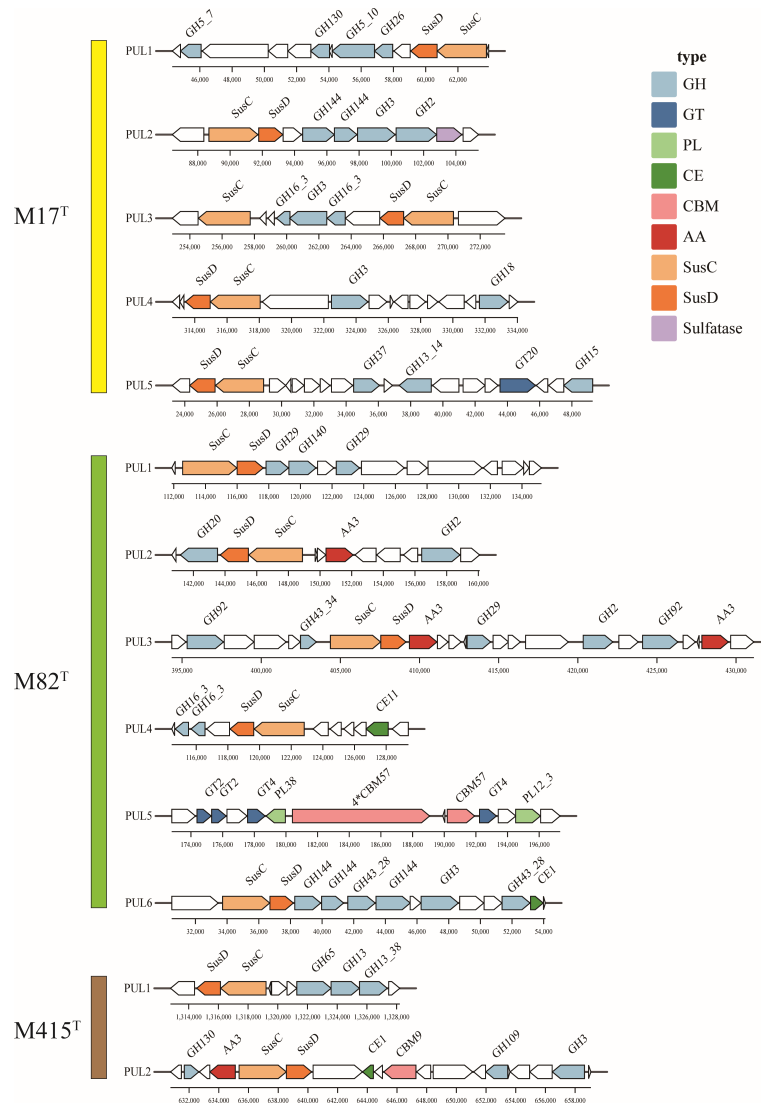 GH5_7 GH130 GH5_10 GH26 SusD SusC
PUL1
46,000 48,000 50,000 52,000 54,000 56,000 58,000 60,000 62,000
SusC SusD GH144 GH144 GH3 GH2
PUL2
88,000 90,000 92,000 94,000 96,000 98,000 100,000 102,000 104,000
SusC GH16_3 GH3 GH16_3 SusD SusC
PUL3
254,000 256,000 258,000 260,000 262,000 264,000 266,000 268,000 270,000 272,000
M17ᵀ
SusD SusC GH3 GH18
PUL4
314,000 316,000 318,000 320,000 322,000 324,000 326,000 328,000 330,000 332,000 334,000
SusD SusC GH37 GH13_14 GT20 GH15
PUL5
24,000 26,000 28,000 30,000 32,000 34,000 36,000 38,000 40,000 42,000 44,000 46,000 48,000
type
GH
GT
PL
CE
CBM
AA
SusC
SusD
Sulfatase
SusC SusD GH29 GH140 GH29
PUL1
112,000 114,000 116,000 118,000 120,000 122,000 124,000 126,000 128,000 130,000 132,000 134,000
GH20 SusD SusC AA3 GH2
PUL2
142,000 144,000 146,000 148,000 150,000 152,000 154,000 156,000 158,000 160,000
GH92 GH43_34 SusC SusD AA3 GH29 GH2 GH92 AA3
PUL3
395,000 400,000 405,000 410,000 415,000 420,000 425,000 430,000
M82ᵀ
GH16_3 GH16_3 SusD SusC CE11
PUL4
116,000 118,000 120,000 122,000 124,000 126,000 128,000
GT2 GT2 GT4 PL38 4*CBM57 CBM57 GT4 PL12_3
PUL5
174,000 176,000 178,000 180,000 182,000 184,000 186,000 188,000 190,000 192,000 194,000 196,000
SusC SusD GH144 GH144 GH43_28 GH144 GH3 GH43_28 CE1
PUL6
32,000 34,000 36,000 38,000 40,000 42,000 44,000 46,000 48,000 50,000 52,000 54,000
SusD SusC GH65 GH13 GH13_38
PUL1
1,314,000 1,316,000 1,318,000 1,320,000 1,322,000 1,324,000 1,326,000 1,328,000
M415ᵀ
GH130 AA3 SusC SusD CE1 CBM9 GH109 GH3
PUL2
632,000 634,000 636,000 638,000 640,000 642,000 644,000 646,000 648,000 650,000 652,000 654,000 656,000 658,000